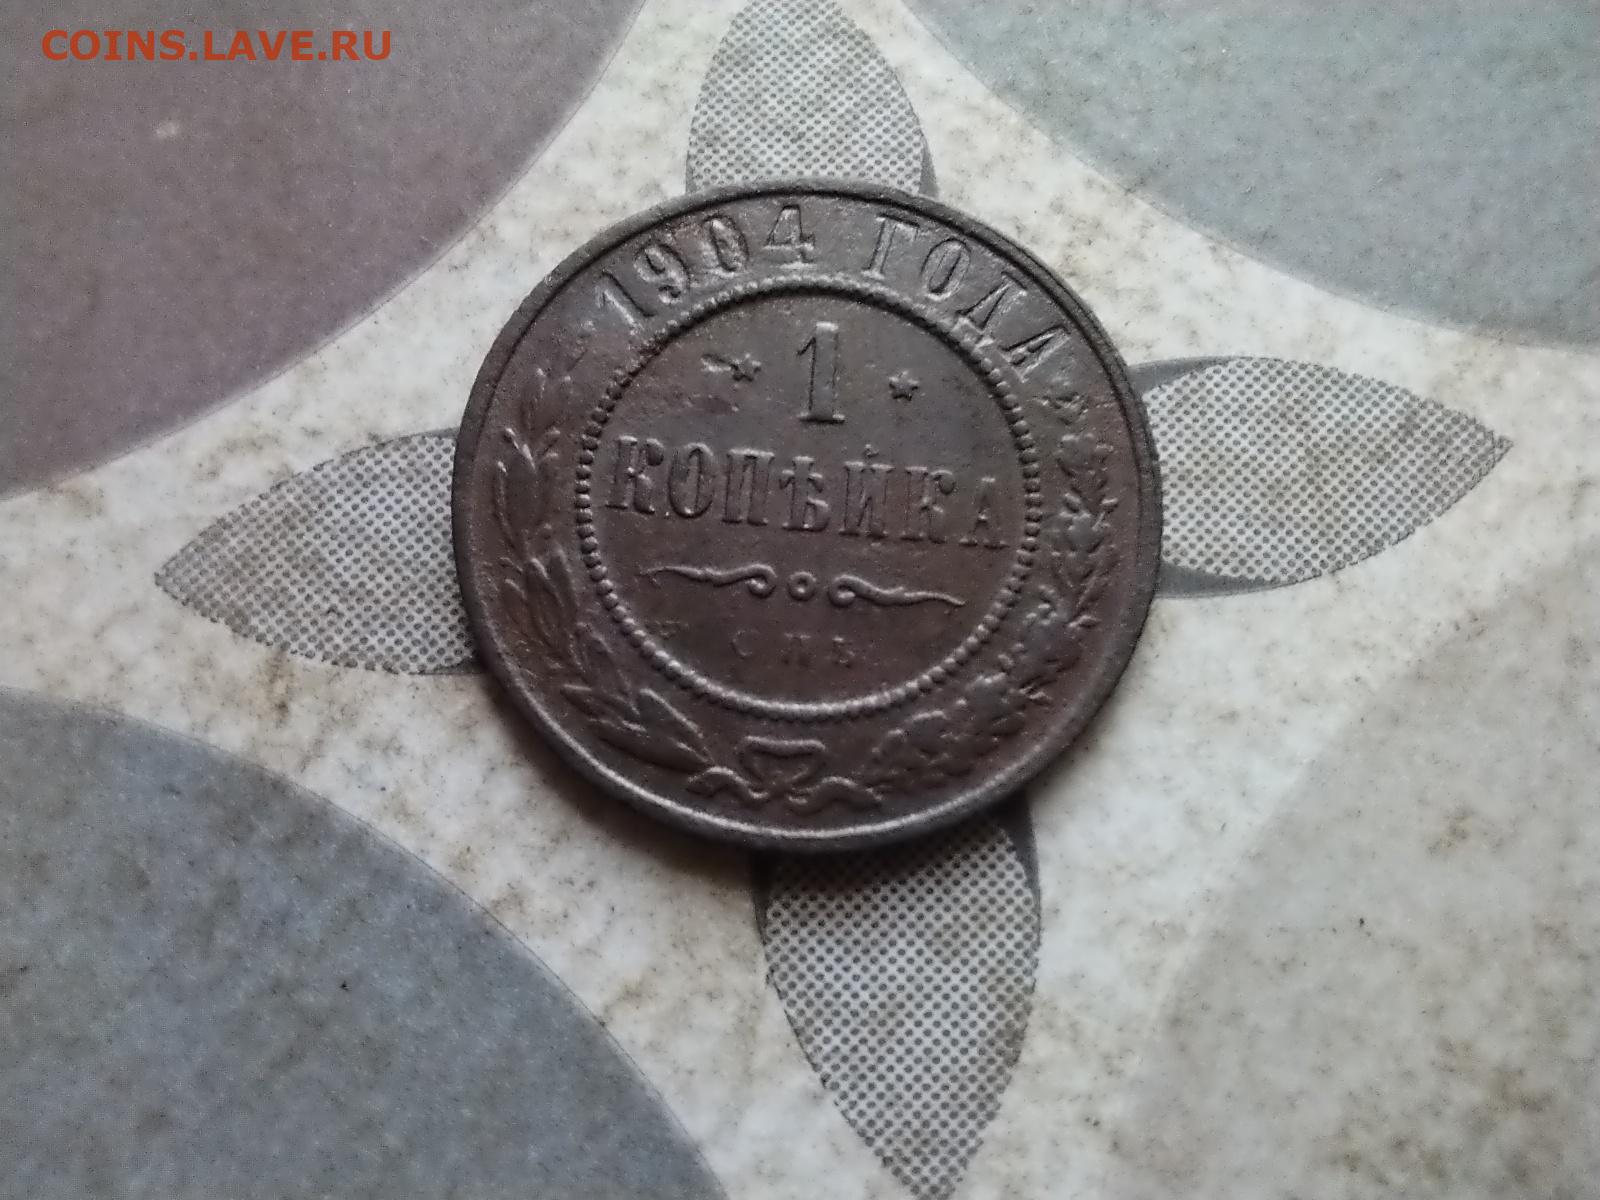 COINS.LAVE.RU
1904 ГОДА
1
КОПѢЙКА
С П Б